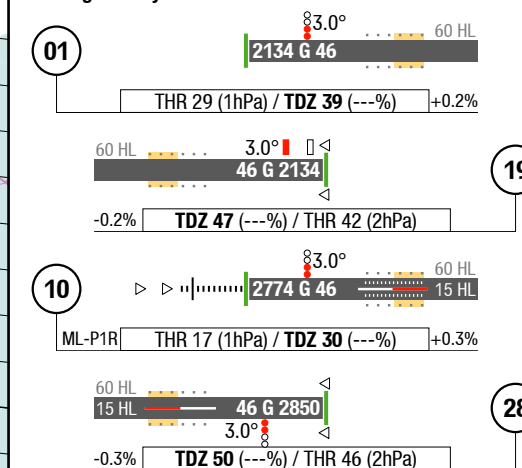 3.0° 60 HL
01
2134 G 46
THR 29 (1hPa) / TDZ 39 (---%) +0.2%
60 HL 3.0°
46 G 2134
19
-0.2% TDZ 47 (---%) / THR 42 (2hPa)
3.0° 60 HL
10
2774 G 46 15 HL
ML-P1R THR 17 (1hPa) / TDZ 30 (---%) +0.3%
60 HL
15 HL 46 G 2850
28
3.0°
-0.3% TDZ 50 (---%) / THR 46 (2hPa)